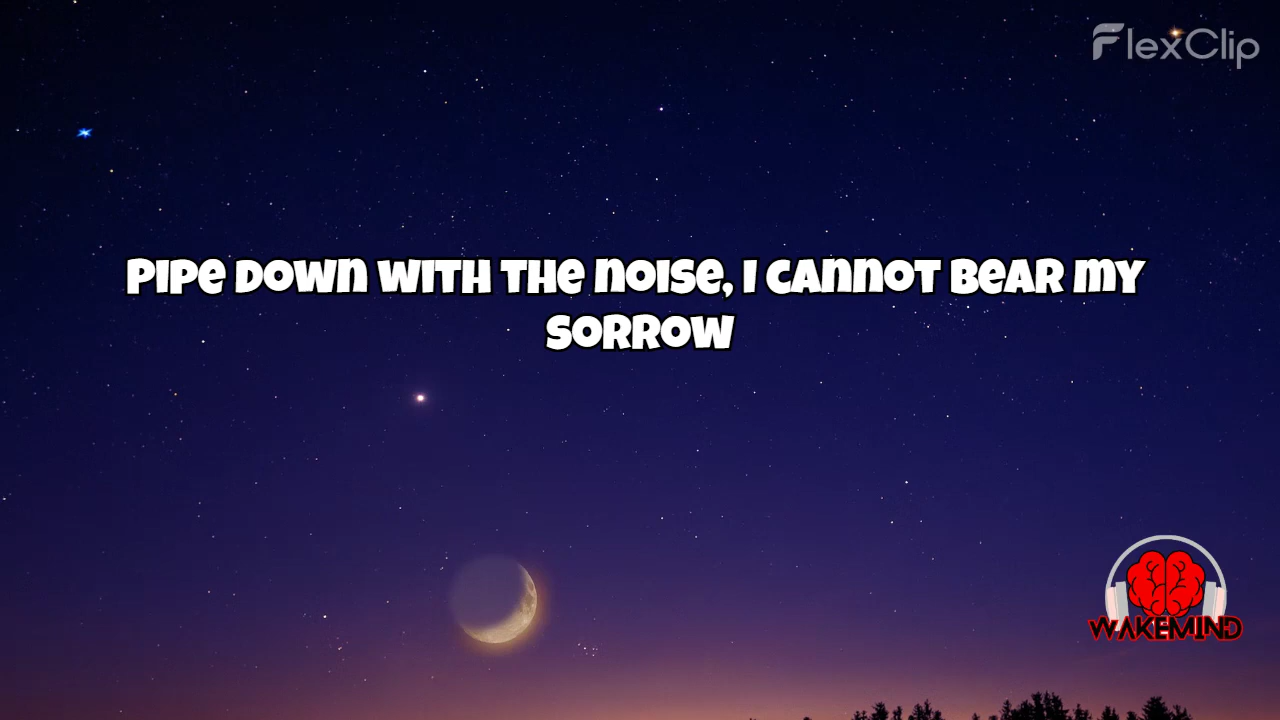 FlexClip
PIPE DOWN WITH THE NOISE, I CANNOT BEAR MY
SORROW
WAKEMIND